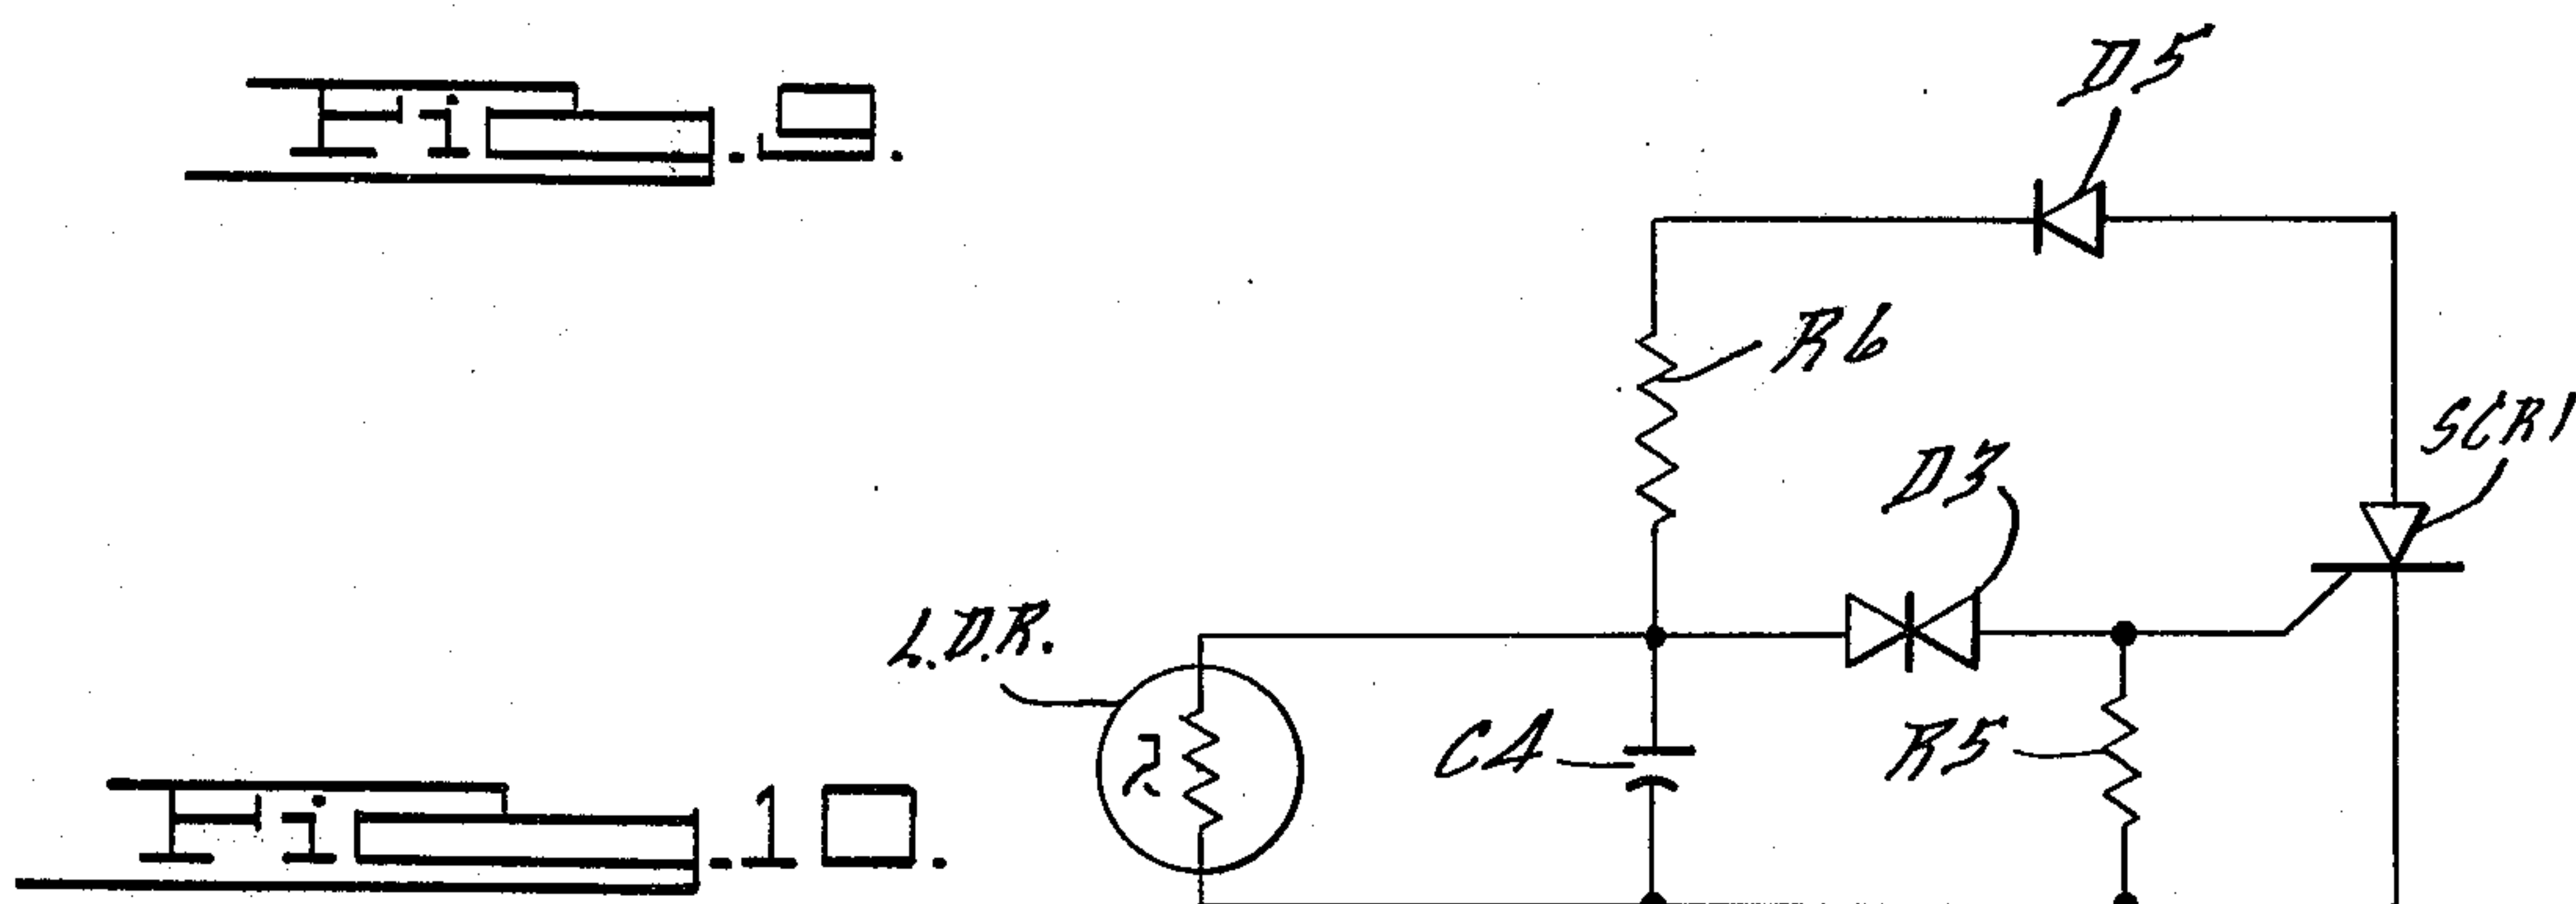 Fig. 9.
D5
R6
SCR1
D3
L.D.R.
C4
R5
λ
Fig. 10.